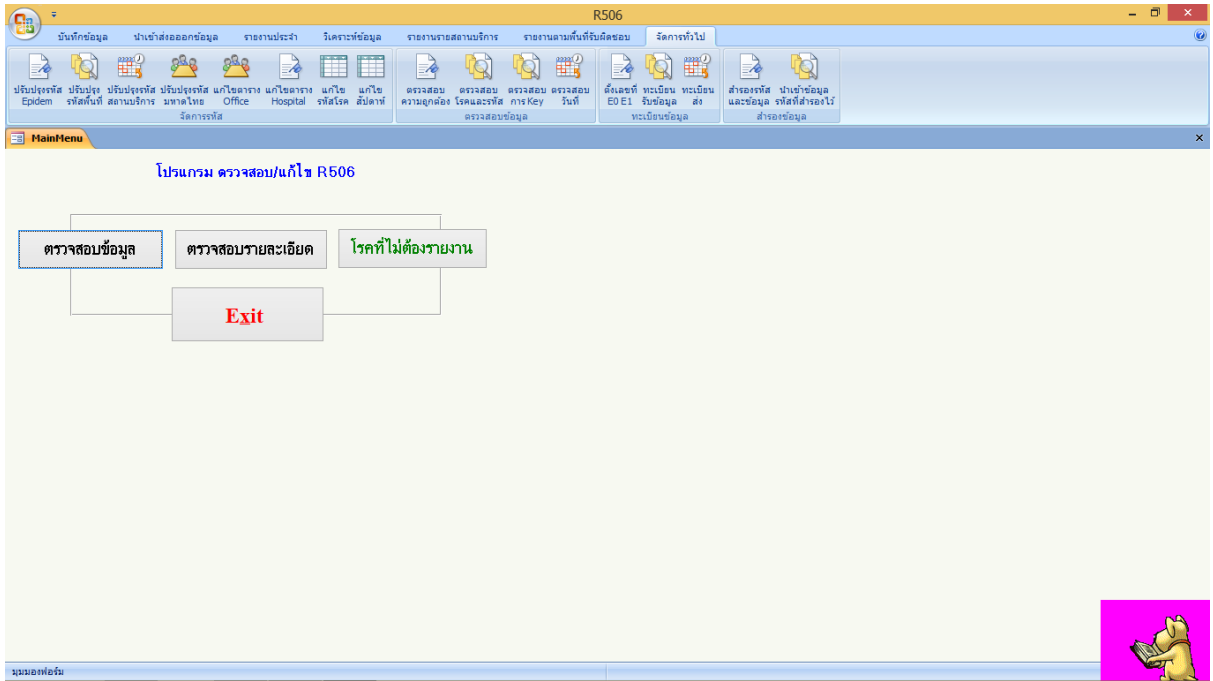 R506
บันทึกข้อมูล นำเข้าส่งออกข้อมูล รายงานประจำ วิเคราะห์ข้อมูล รายงานรายสถานบริการ รายงานตามพื้นที่รับผิดชอบ จัดการทั่วไป
ปรับปรุงรหัส ปรับปรุง ปรับปรุงรหัส ปรับปรุงรหัส แก้ไขตาราง แก้ไขตาราง แก้ไข แก้ไข ตรวจสอบ ตรวจสอบ ตรวจสอบ ตรวจสอบ ตั้งเลขที่ ทะเบียน ทะเบียน สำรองรหัส นำเข้าข้อมูล
Epidem รหัสพื้นที่ สถานบริการ มหาดไทย Office Hospital รหัสโรค สัปดาห์ ความถูกต้อง โรคและรหัส การ Key วันที่ E0 E1 รับข้อมูล ส่ง และข้อมูล รหัสที่สำรองไว้
จัดการรหัส ตรวจสอบข้อมูล ทะเบียนข้อมูล สำรองข้อมูล
MainMenu
โปรแกรม ตรวจสอบ/แก้ไข R506
ตรวจสอบข้อมูล ตรวจสอบรายละเอียด โรคที่ไม่ต้องรายงาน
Exit
มุมมองฟอร์ม